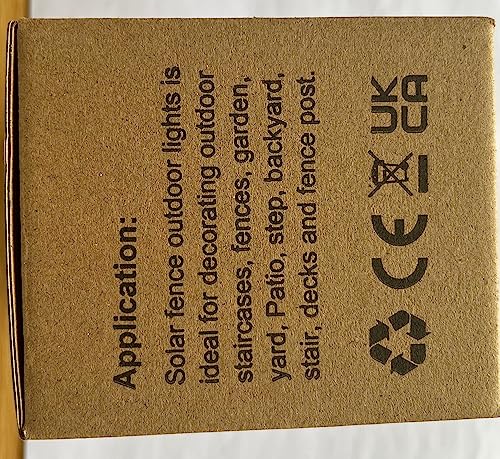 Application:
Solar fence outdoor lights is
ideal for decorating outdoor
staircases, fences, garden,
yard, Patio, step, backyard,
stair, decks and fence post.
CE
UK
CA